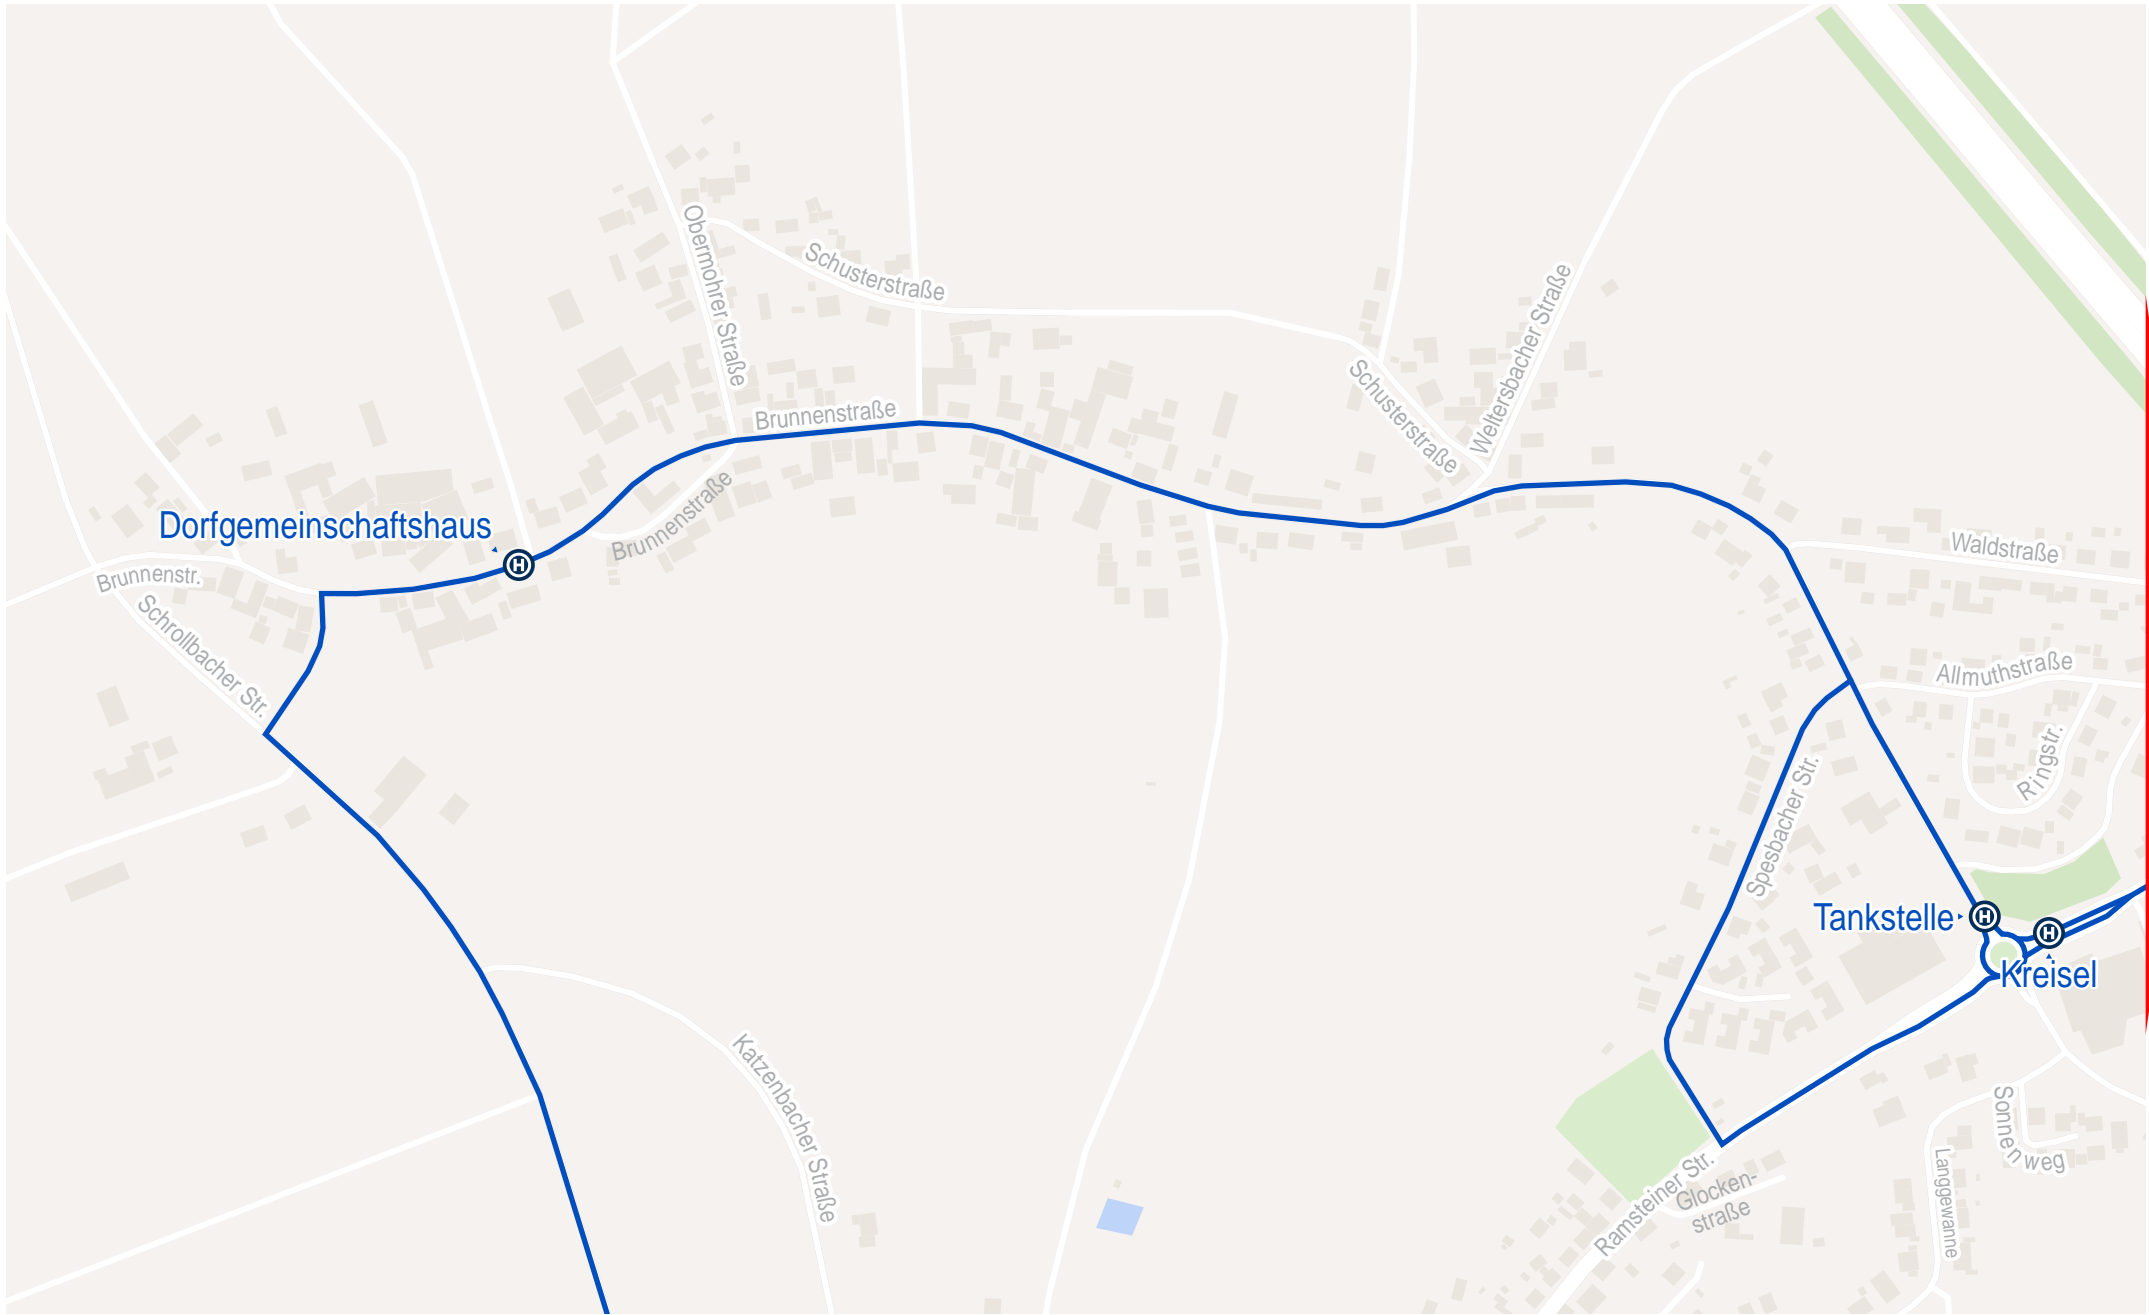 Obermohrer Straße
Schusterstraße
Weltersbacher Straße
Schusterstraße
Brunnenstraße
Brunnenstraße
Dorfgemeinschaftshaus
H
Brunnenstr.
Schrollbacher Str.
Waldstraße
Allmuthstraße
Ringstr.
Spesbacher Str.
Tankstelle
H
H
Kreisel
Katzenbacher Straße
Sonnenweg
Langgewanne
Ramsteiner Str.
Glocken-
straße